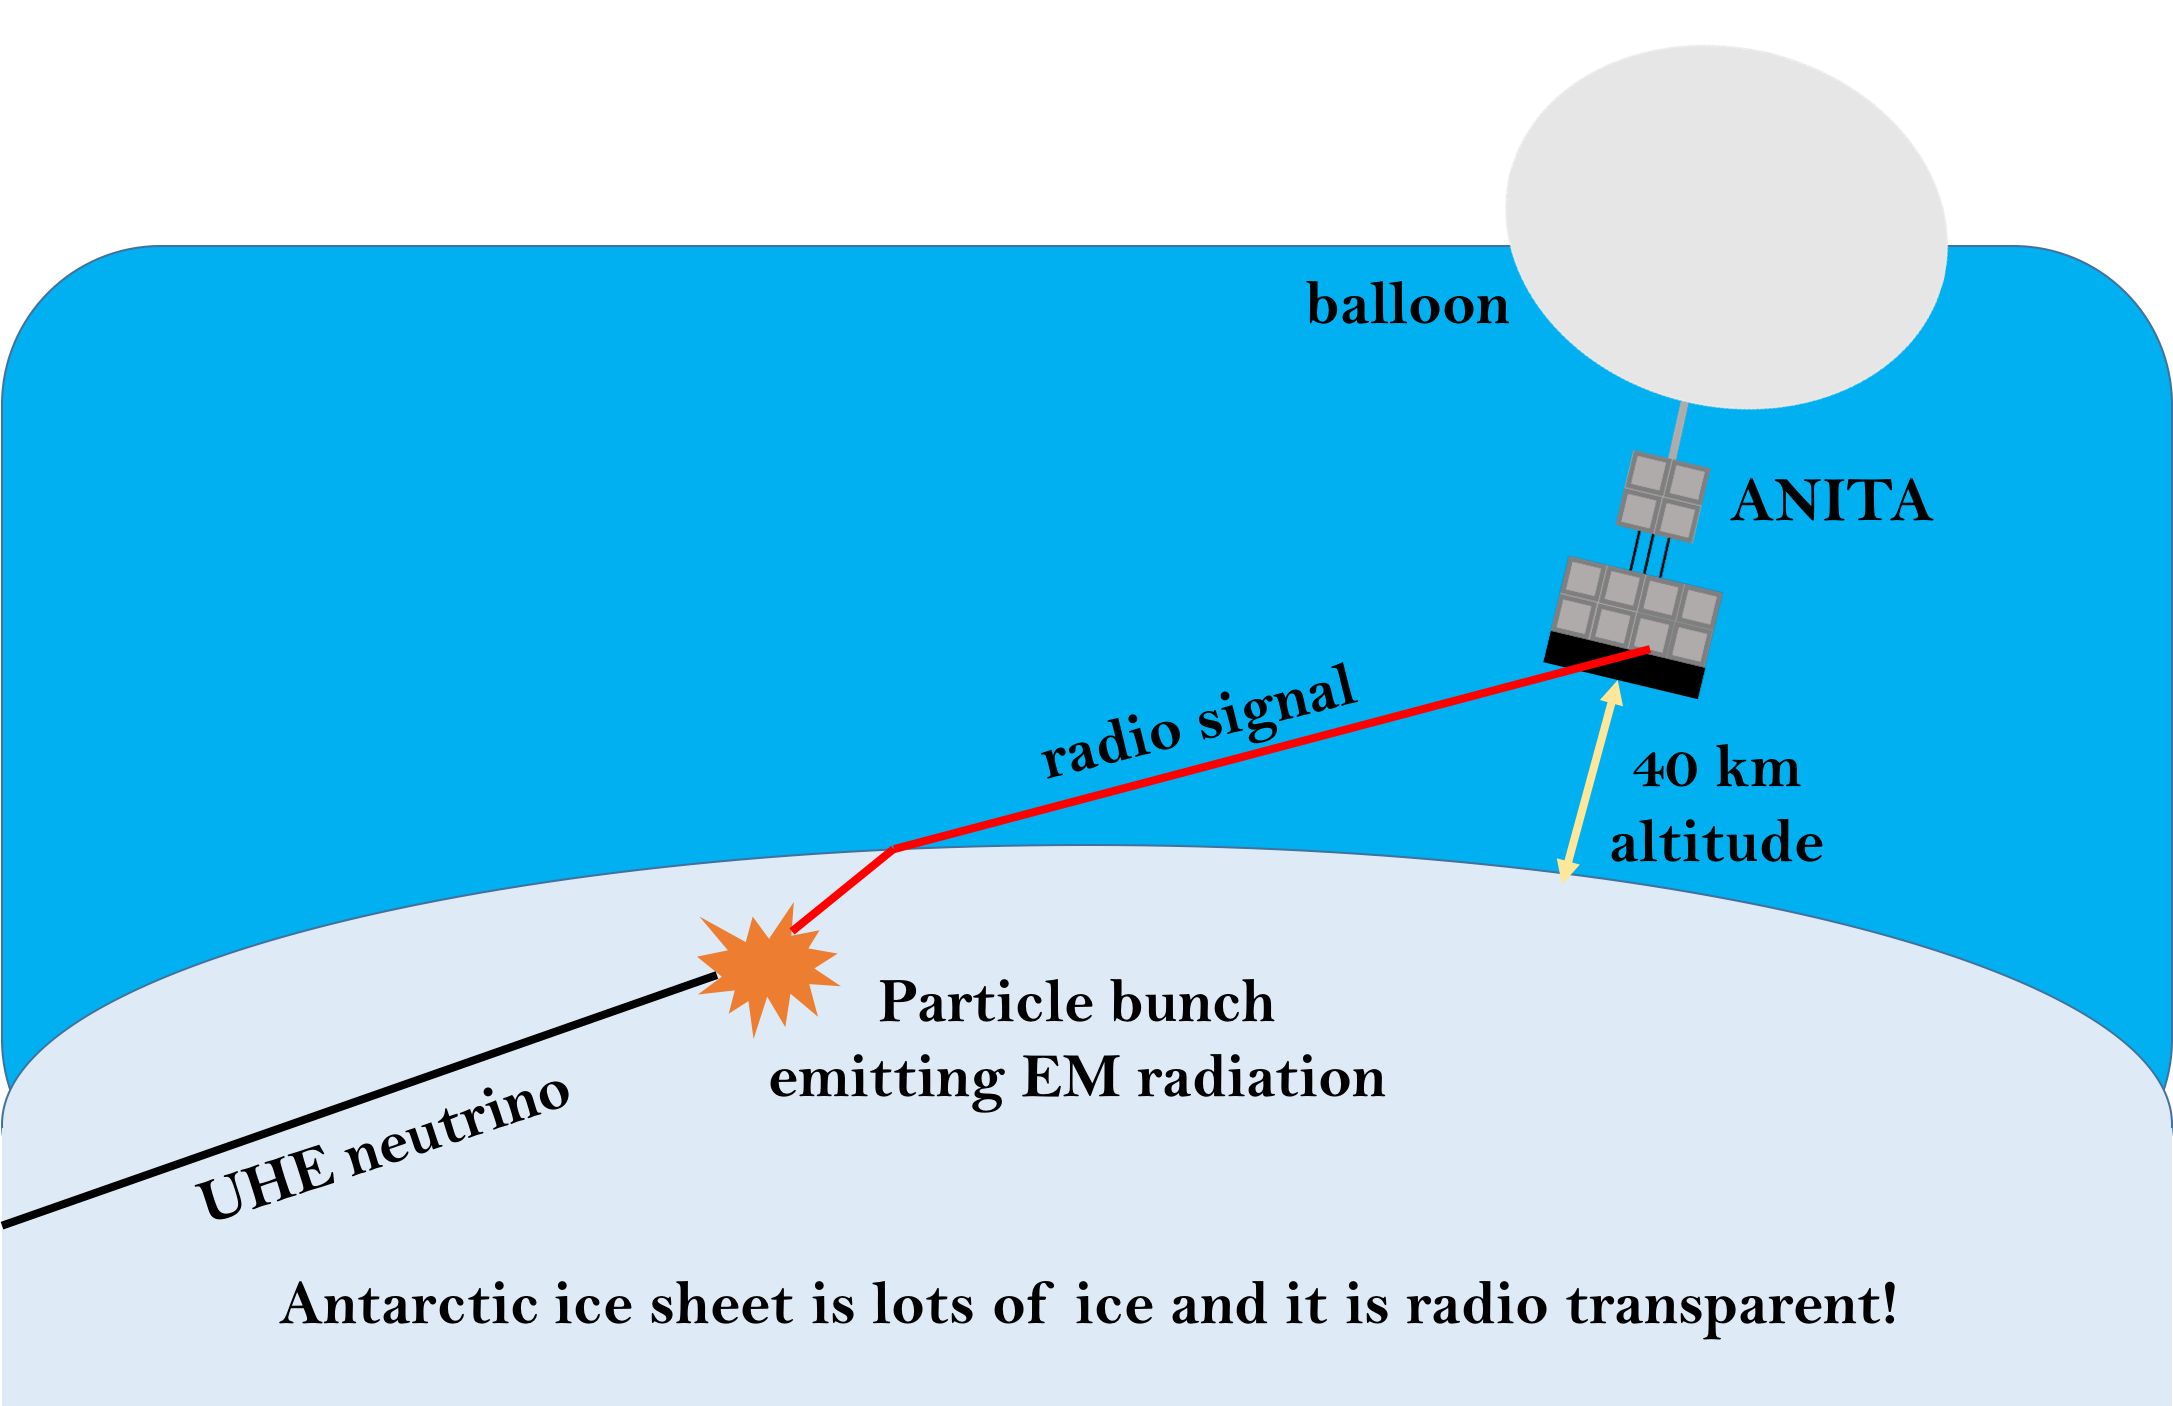 balloon
ANITA
radio signal
40 km
altitude
Particle bunch
emitting EM radiation
UHE neutrino
Antarctic ice sheet is lots of ice and it is radio transparent!